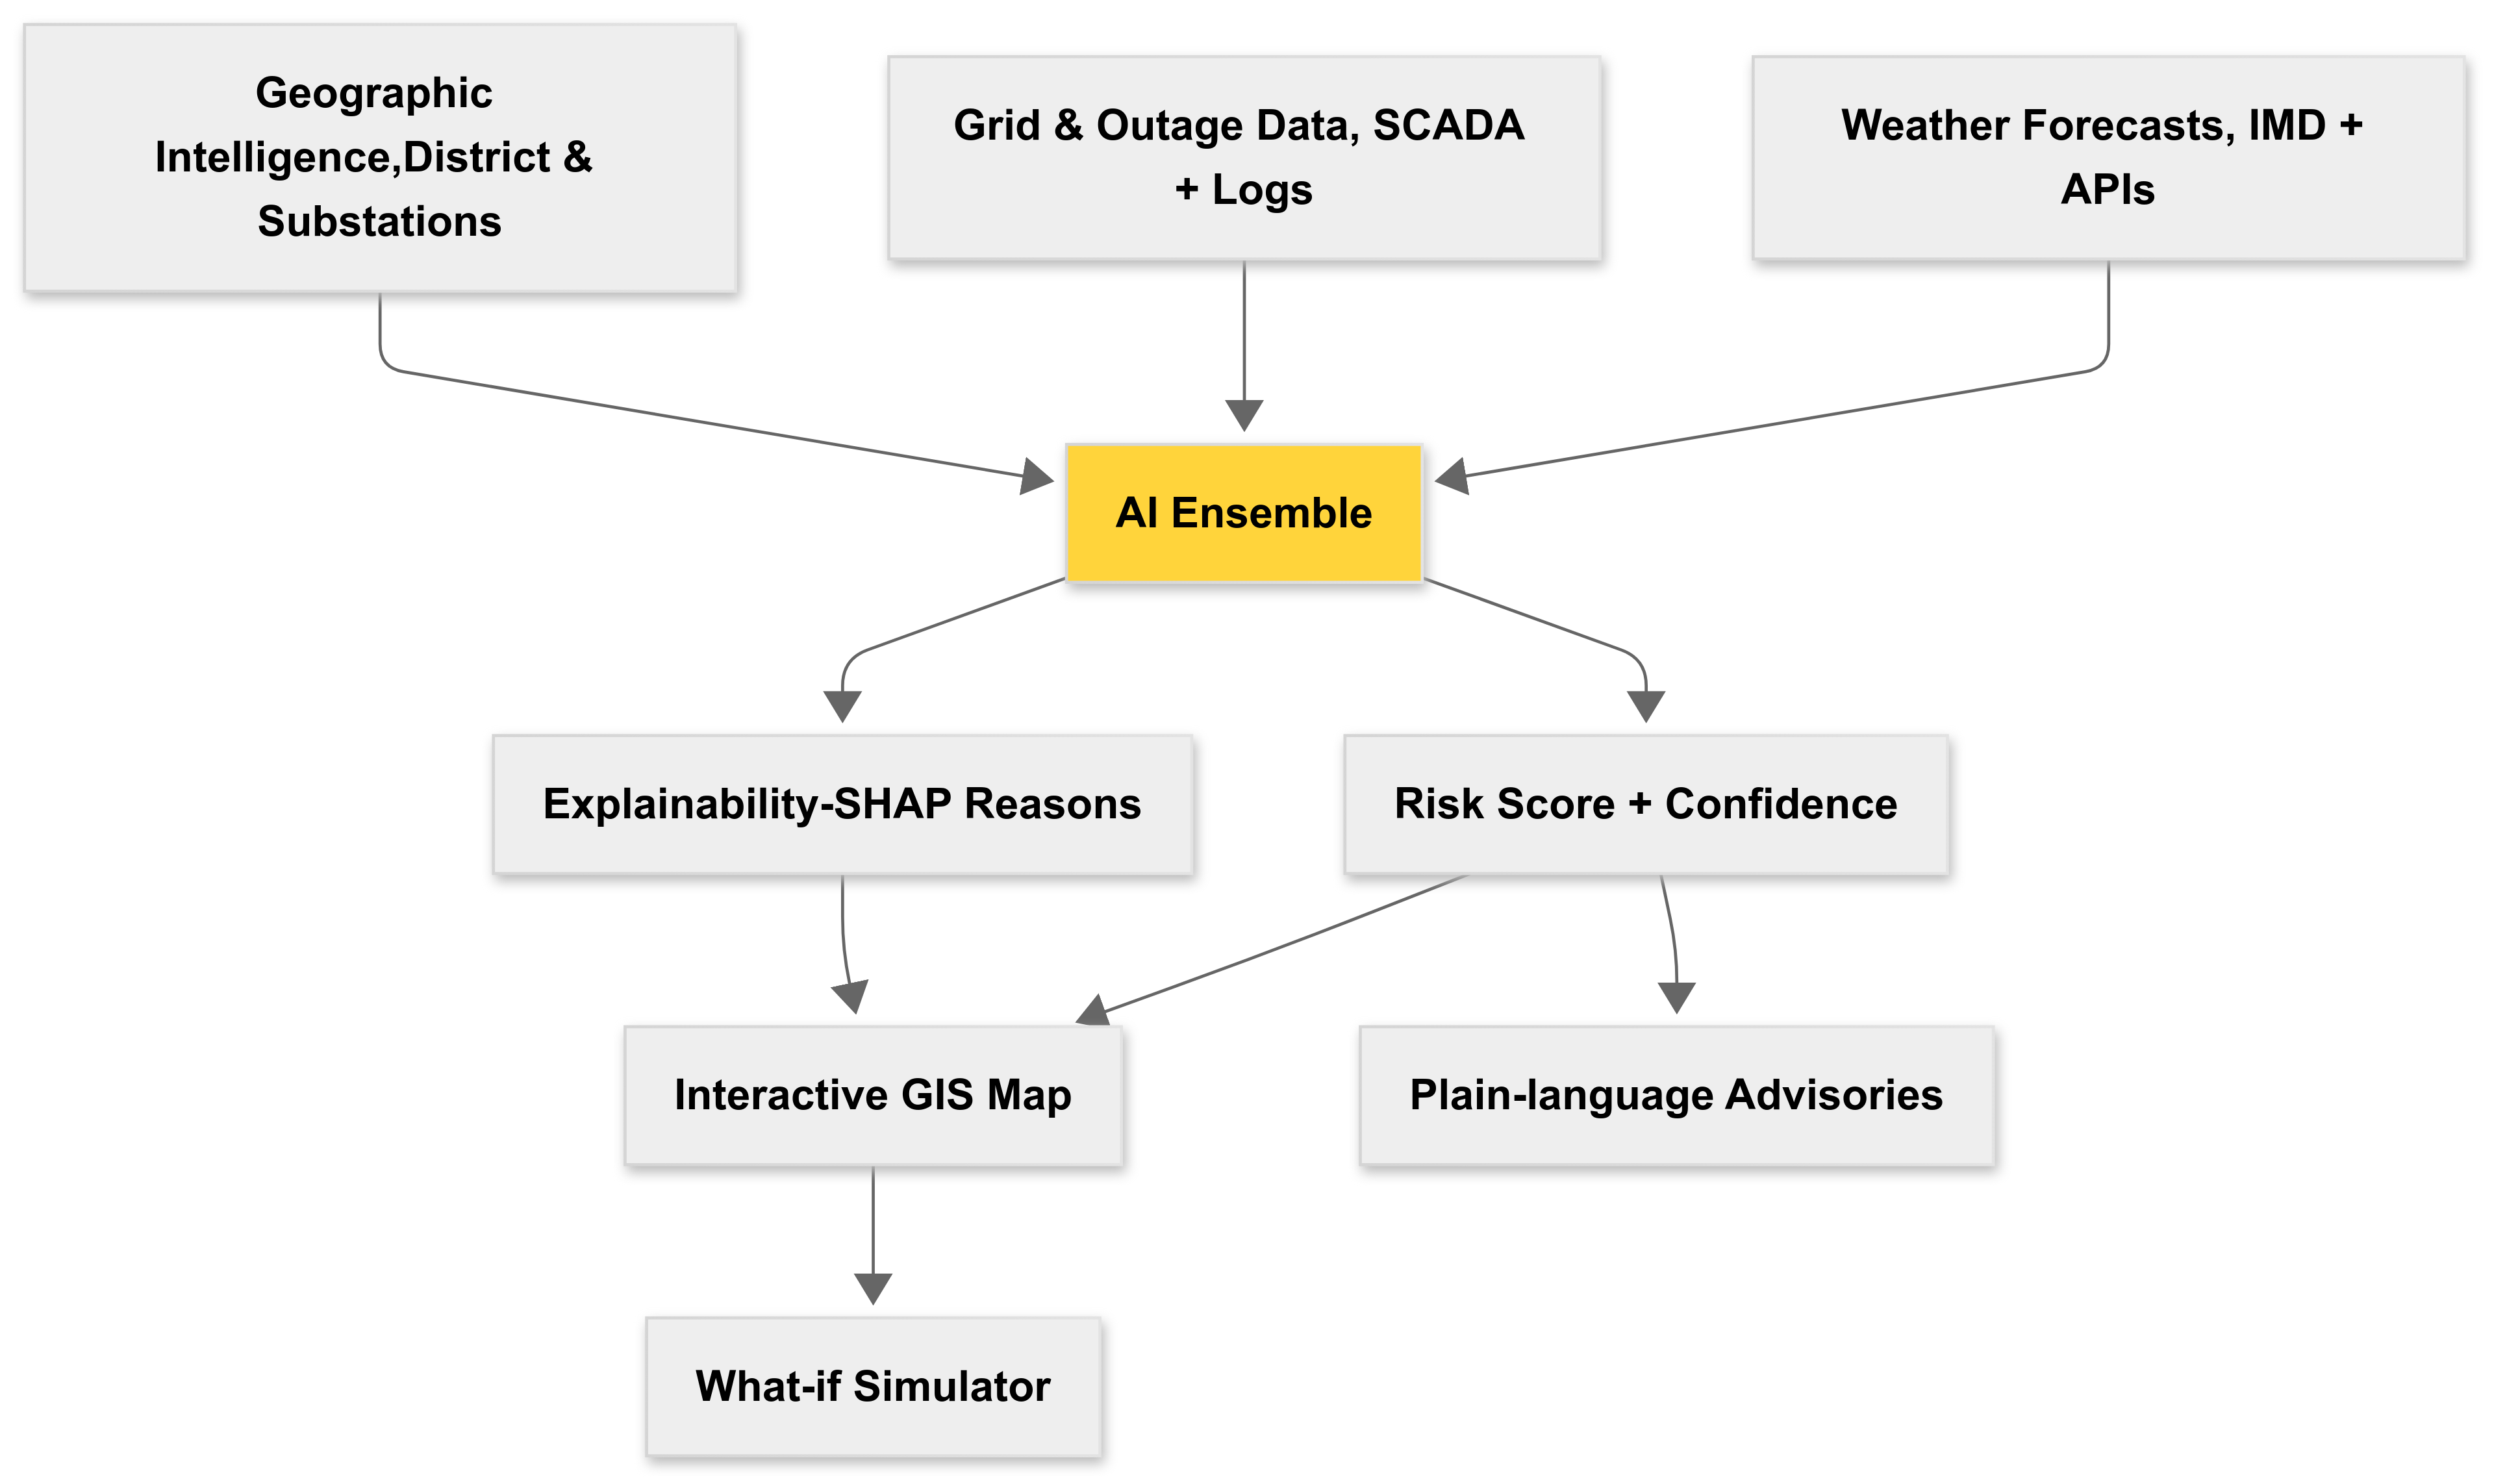 Geographic
Intelligence,District &
Substations
Grid & Outage Data, SCADA
+ Logs
Weather Forecasts, IMD +
APIs
AI Ensemble
Explainability-SHAP Reasons
Risk Score + Confidence
Interactive GIS Map
Plain-language Advisories
What-if Simulator